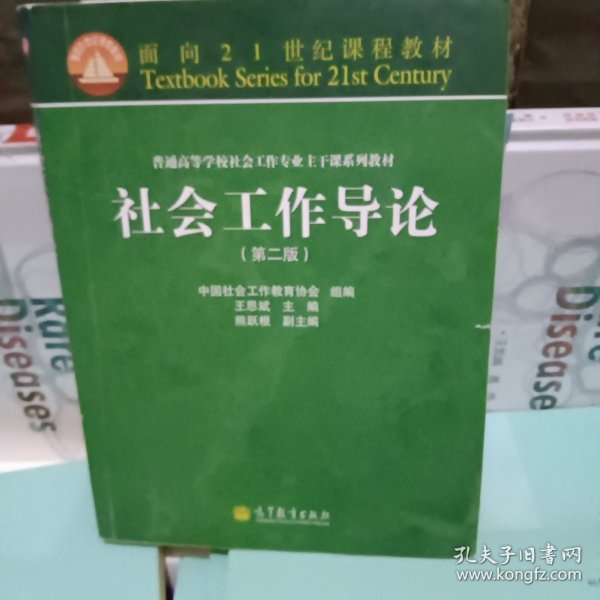 面向21世纪课程教材
Textbook Series for 21st Century
普通高等学校社会工作专业主干课系列教材
社会工作导论
(第二版)
中国社会工作教育协会 组编
王思斌 主编
熊跃根 副主编
高等教育出版社
Rare
Diseases
Rare
Diseases
孔夫子旧书网
www.kongfz.com